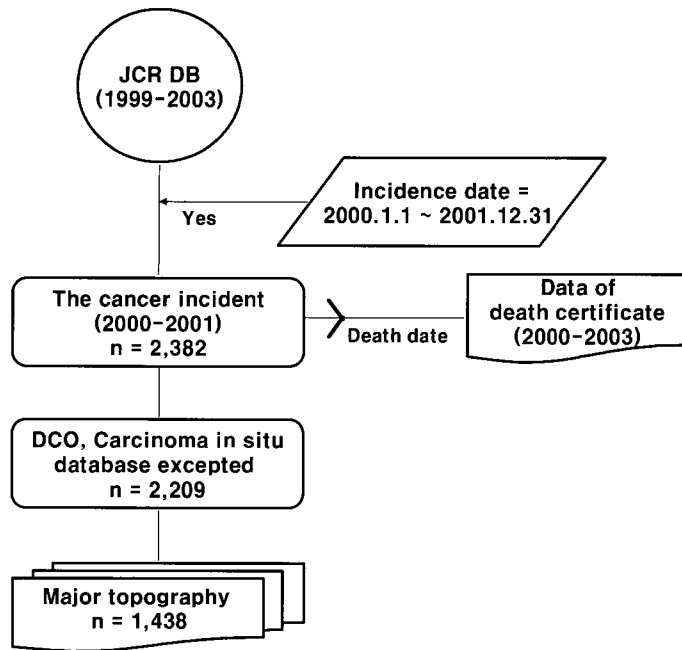 JCR DB
(1999-2003)
Incidence date =
2000.1.1 ~ 2001.12.31
Yes
The cancer incident
(2000-2001)
n = 2,382
Death date
Data of
death certificate
(2000-2003)
DCO, Carcinoma in situ
database excepted
n = 2,209
Major topography
n = 1,438